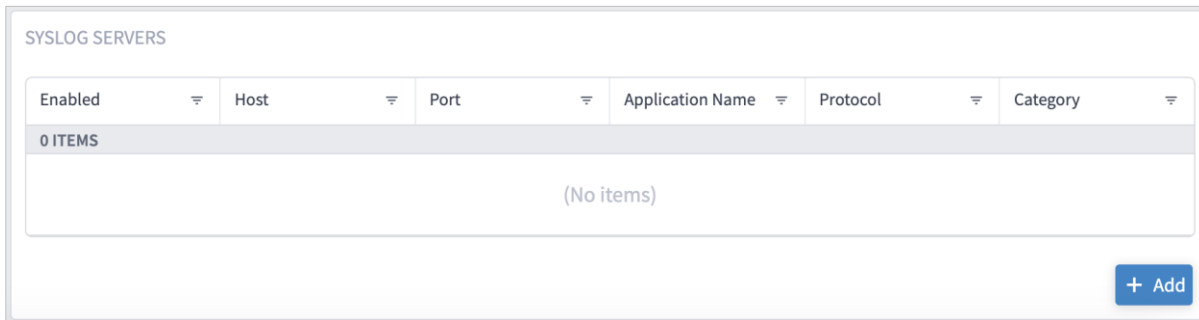 SYSLOG SERVERS
Enabled Host Port Application Name Protocol Category
0 ITEMS
(No items)
+ Add